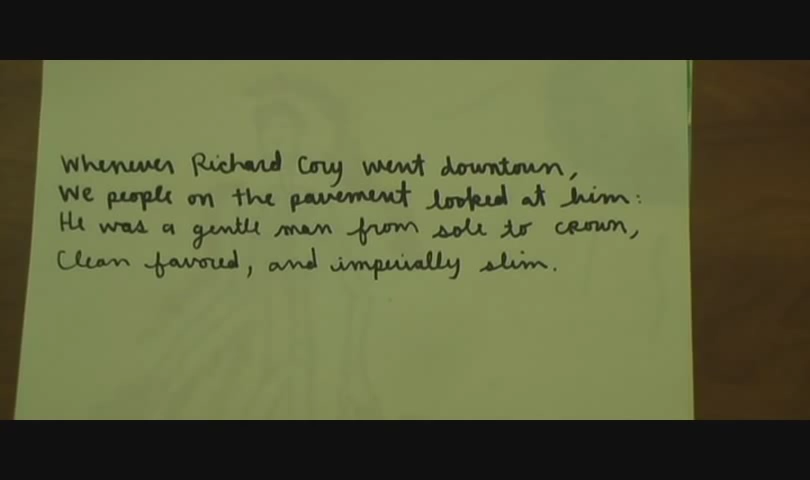 Whenever Richard Cory went downtown,
We people on the pavement looked at him:
He was a gentle man from sole to crown,
Clean favored, and imperially slim.